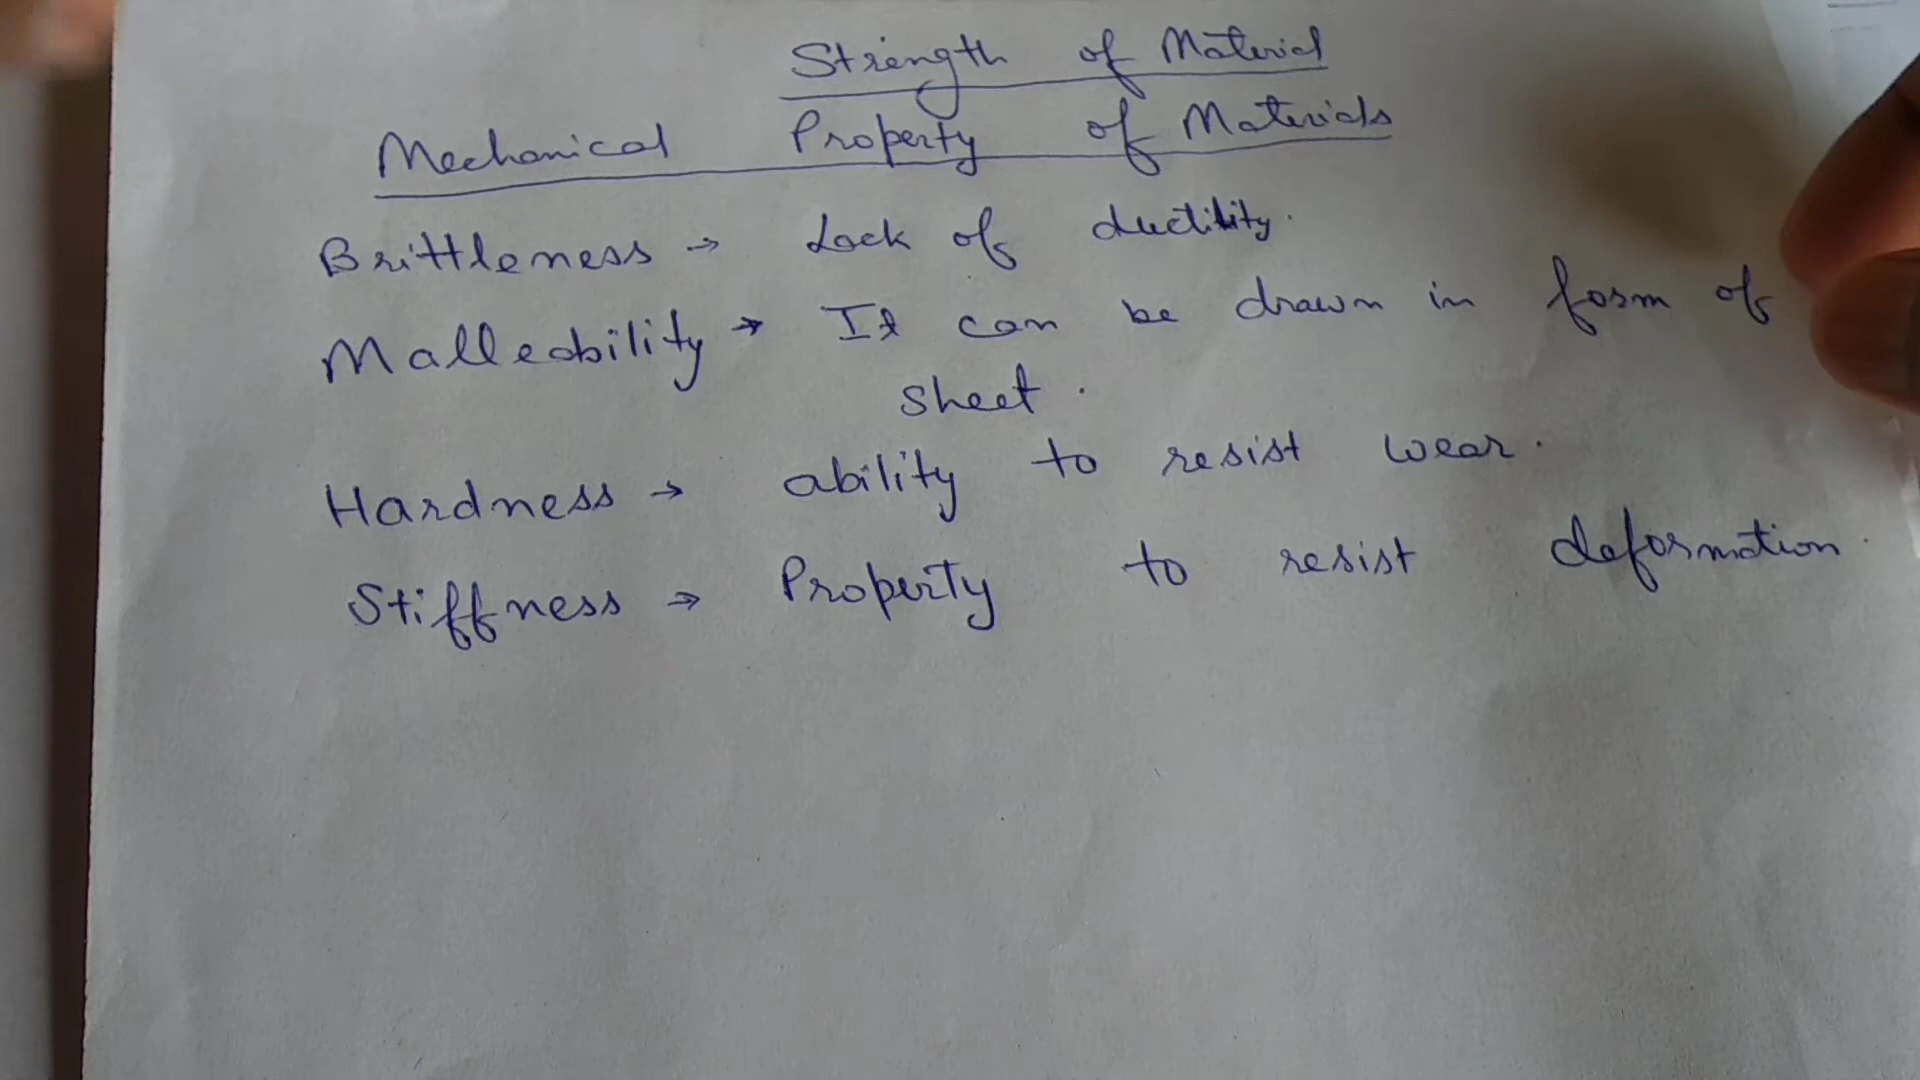 Strength of Material
Mechanical Property of Materials
Brittleness → Lack of ductility.
Malleability → It can be drawn in form of
sheet.
Hardness → ability to resist wear.
Stiffness → Property to resist deformation.